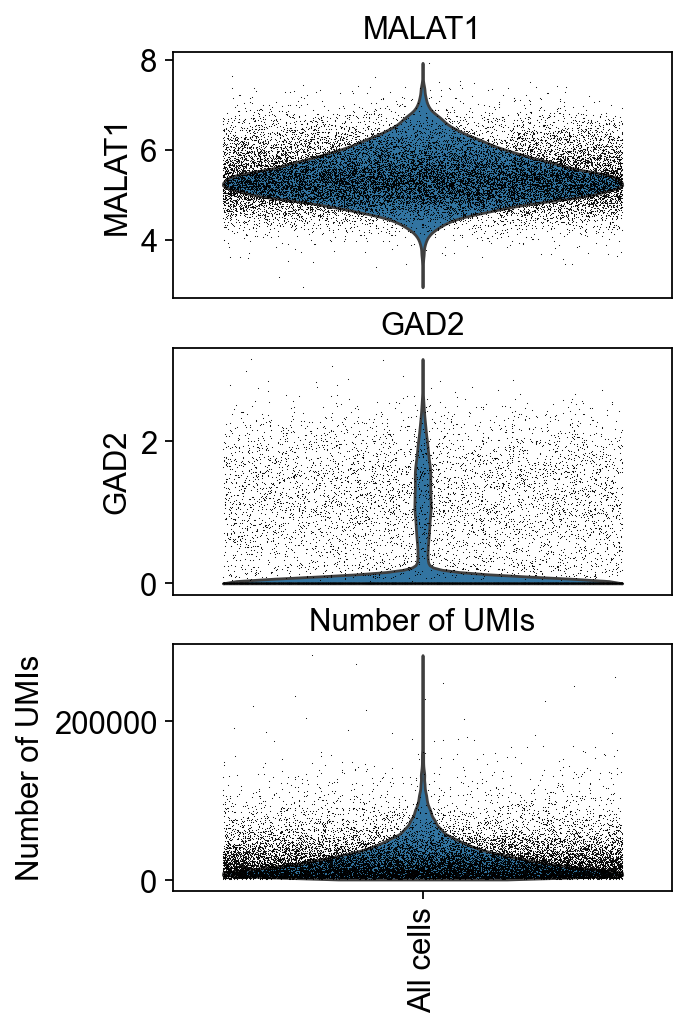 MALAT1
8
6
4
MALAT1
GAD2
2
0
GAD2
Number of UMIs
200000
0
Number of UMIs
All cells